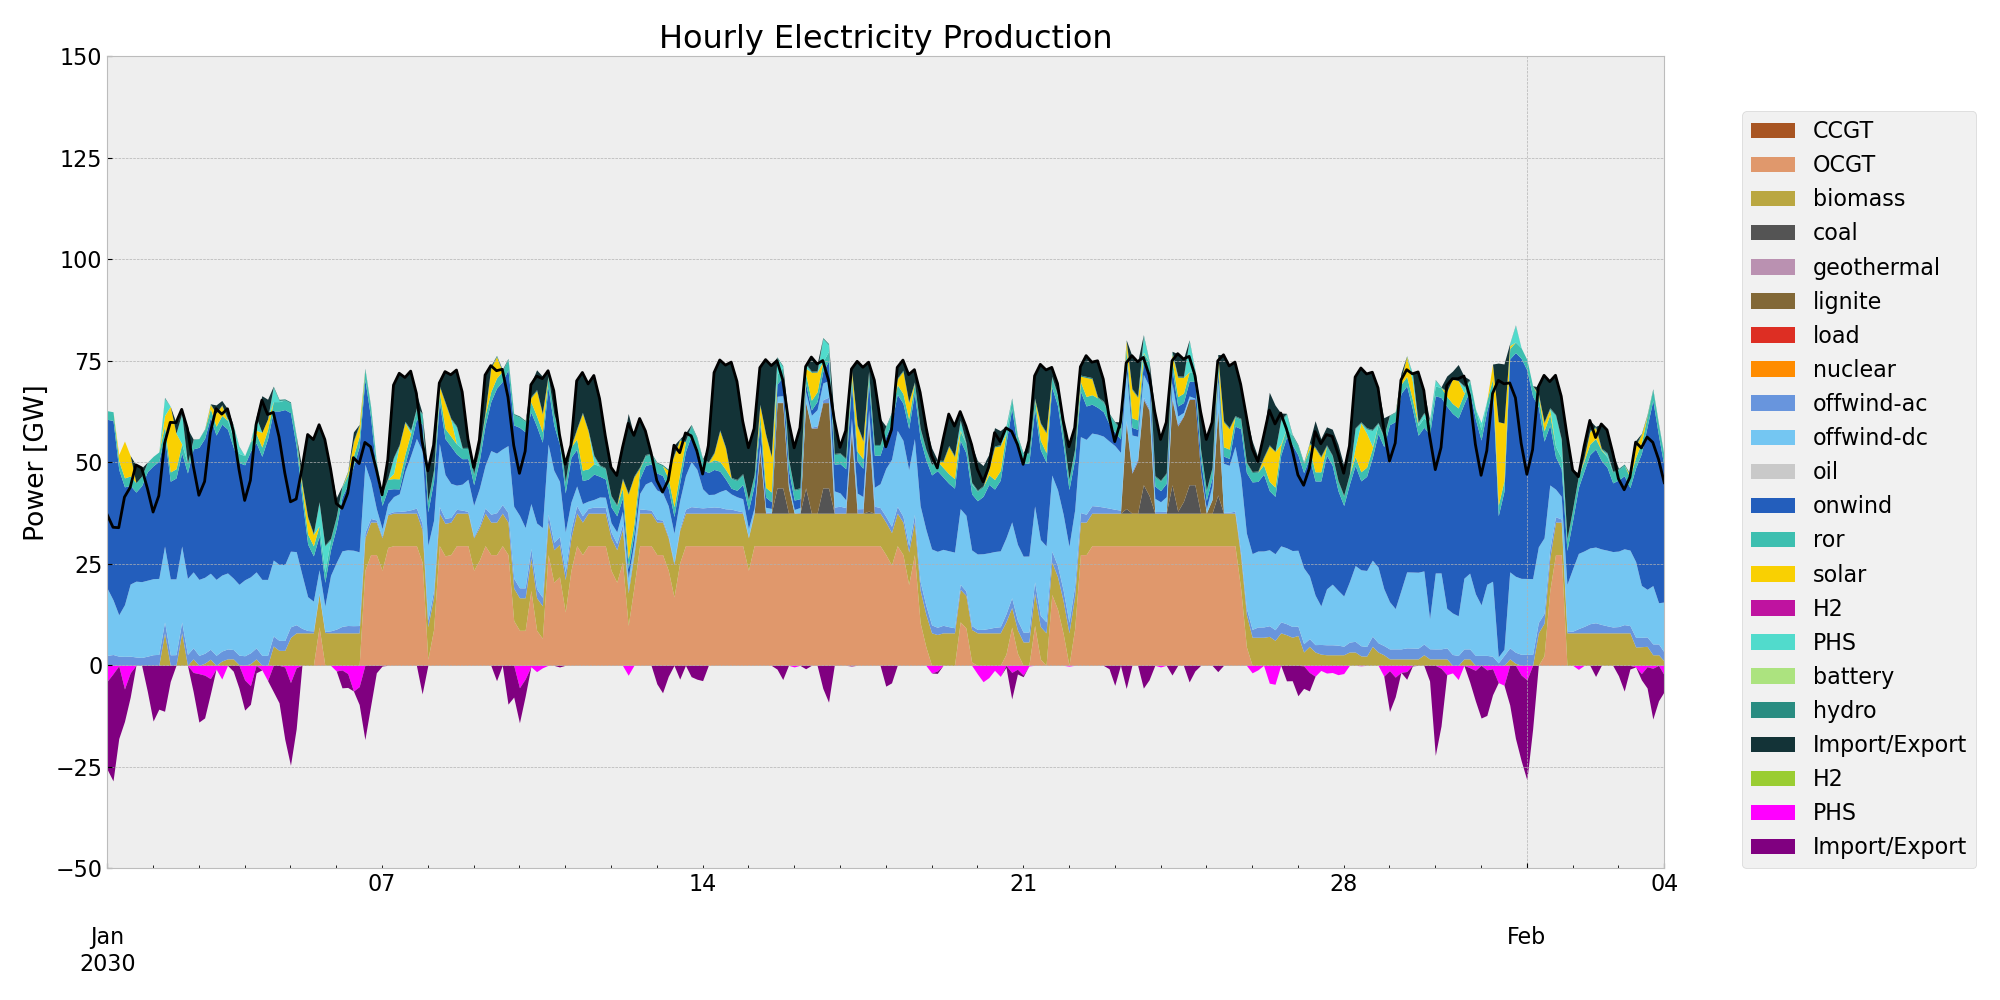 Hourly Electricity Production
Power [GW]
150
125
100
75
50
25
0
−25
−50
07
14
21
28
04
Jan
2030
Feb
CCGT
OCGT
biomass
coal
geothermal
lignite
load
nuclear
offwind-ac
offwind-dc
oil
onwind
ror
solar
H2
PHS
battery
hydro
Import/Export
H2
PHS
Import/Export